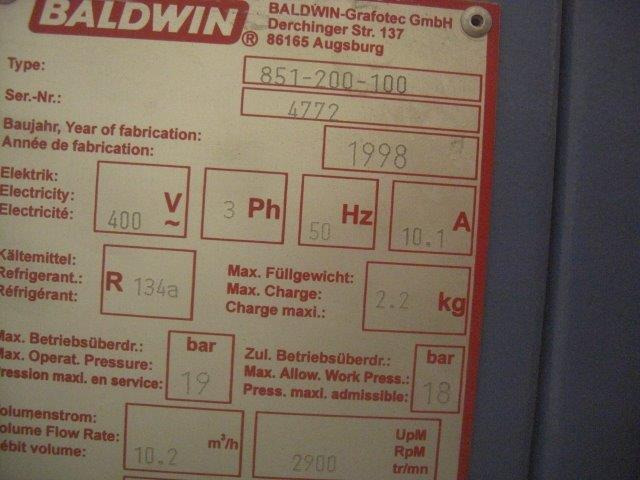 BALDWIN ®
BALDWIN-Grafotec GmbH
Derchinger Str. 137
86165 Augsburg
Type: 851-200-100
Ser.-Nr.: 4772
Baujahr, Year of fabrication:
Année de fabrication:
1998
Elektrik:
Electricity:
Electricité:
400 V ~
3 Ph
50 Hz
10.1 A
Kältemittel:
Refrigerant.:
Réfrigérant:
R 134a
Max. Füllgewicht:
Max. Charge:
Charge maxi.:
2.2 kg
Max. Betriebsüberdr.:
Max. Operat. Pressure:
Pression maxi. en service:
bar
19
Zul. Betriebsüberdr.:
Max. Allow. Work Press.:
Press. maxi. admissible:
bar
18
Volumenstrom:
Volume Flow Rate:
Débit volume:
10.2 m³/h
2900
UpM
RpM
tr/mn